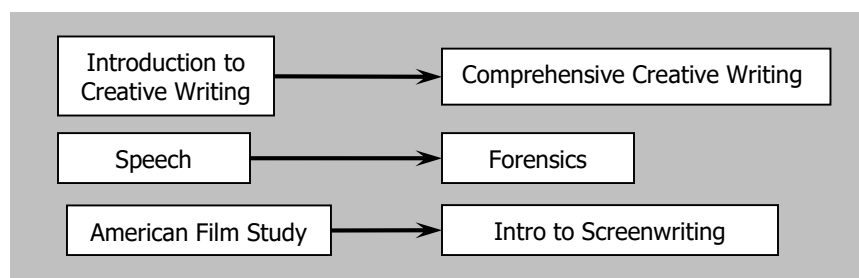 Introduction to
Creative Writing
Comprehensive Creative Writing
Speech
Forensics
American Film Study
Intro to Screenwriting